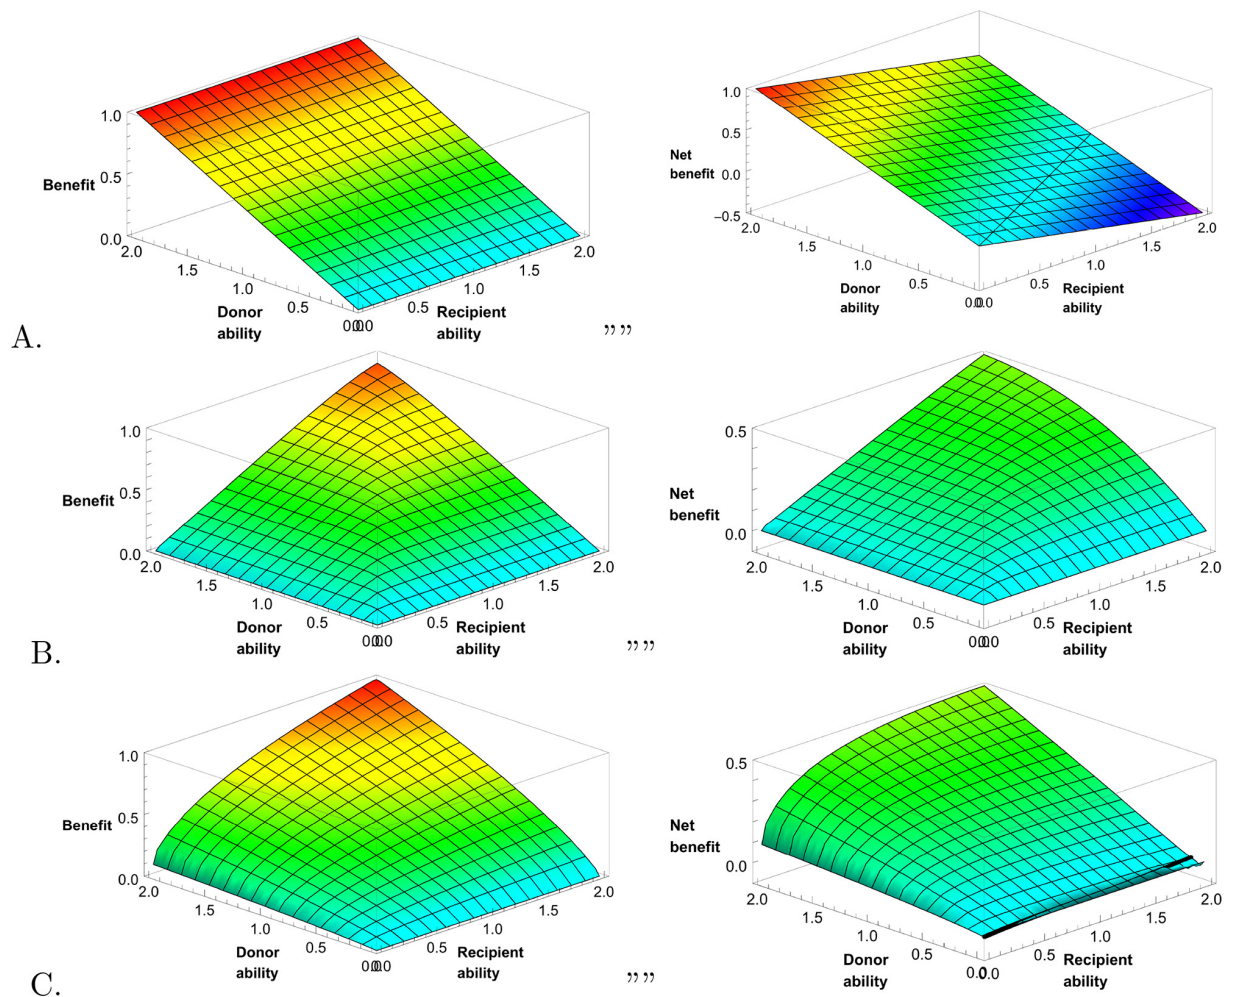 1.0
Benefit 0.5
0.0
2.0
1.5
1.0
0.5
0.0
Donor
ability
0.0
0.5
1.0
1.5
2.0
Recipient
ability
1.0
0.5
Net
benefit 0.0
−0.5
2.0
1.5
1.0
0.5
0.0
Donor
ability
0.0
0.5
1.0
1.5
2.0
Recipient
ability
A. ””
1.0
Benefit 0.5
0.0
2.0
1.5
1.0
0.5
0.0
Donor
ability
0.0
0.5
1.0
1.5
2.0
Recipient
ability
0.5
Net
benefit
0.0
2.0
1.5
1.0
0.5
0.0
Donor
ability
0.0
0.5
1.0
1.5
2.0
Recipient
ability
B. ””
1.0
0.5
Benefit
0.0
2.0
1.5
1.0
0.5
0.0
Donor
ability
0.0
0.5
1.0
1.5
2.0
Recipient
ability
0.5
Net
benefit
0.0
2.0
1.5
1.0
0.5
0.0
Donor
ability
0.0
0.5
1.0
1.5
2.0
Recipient
ability
C. ””